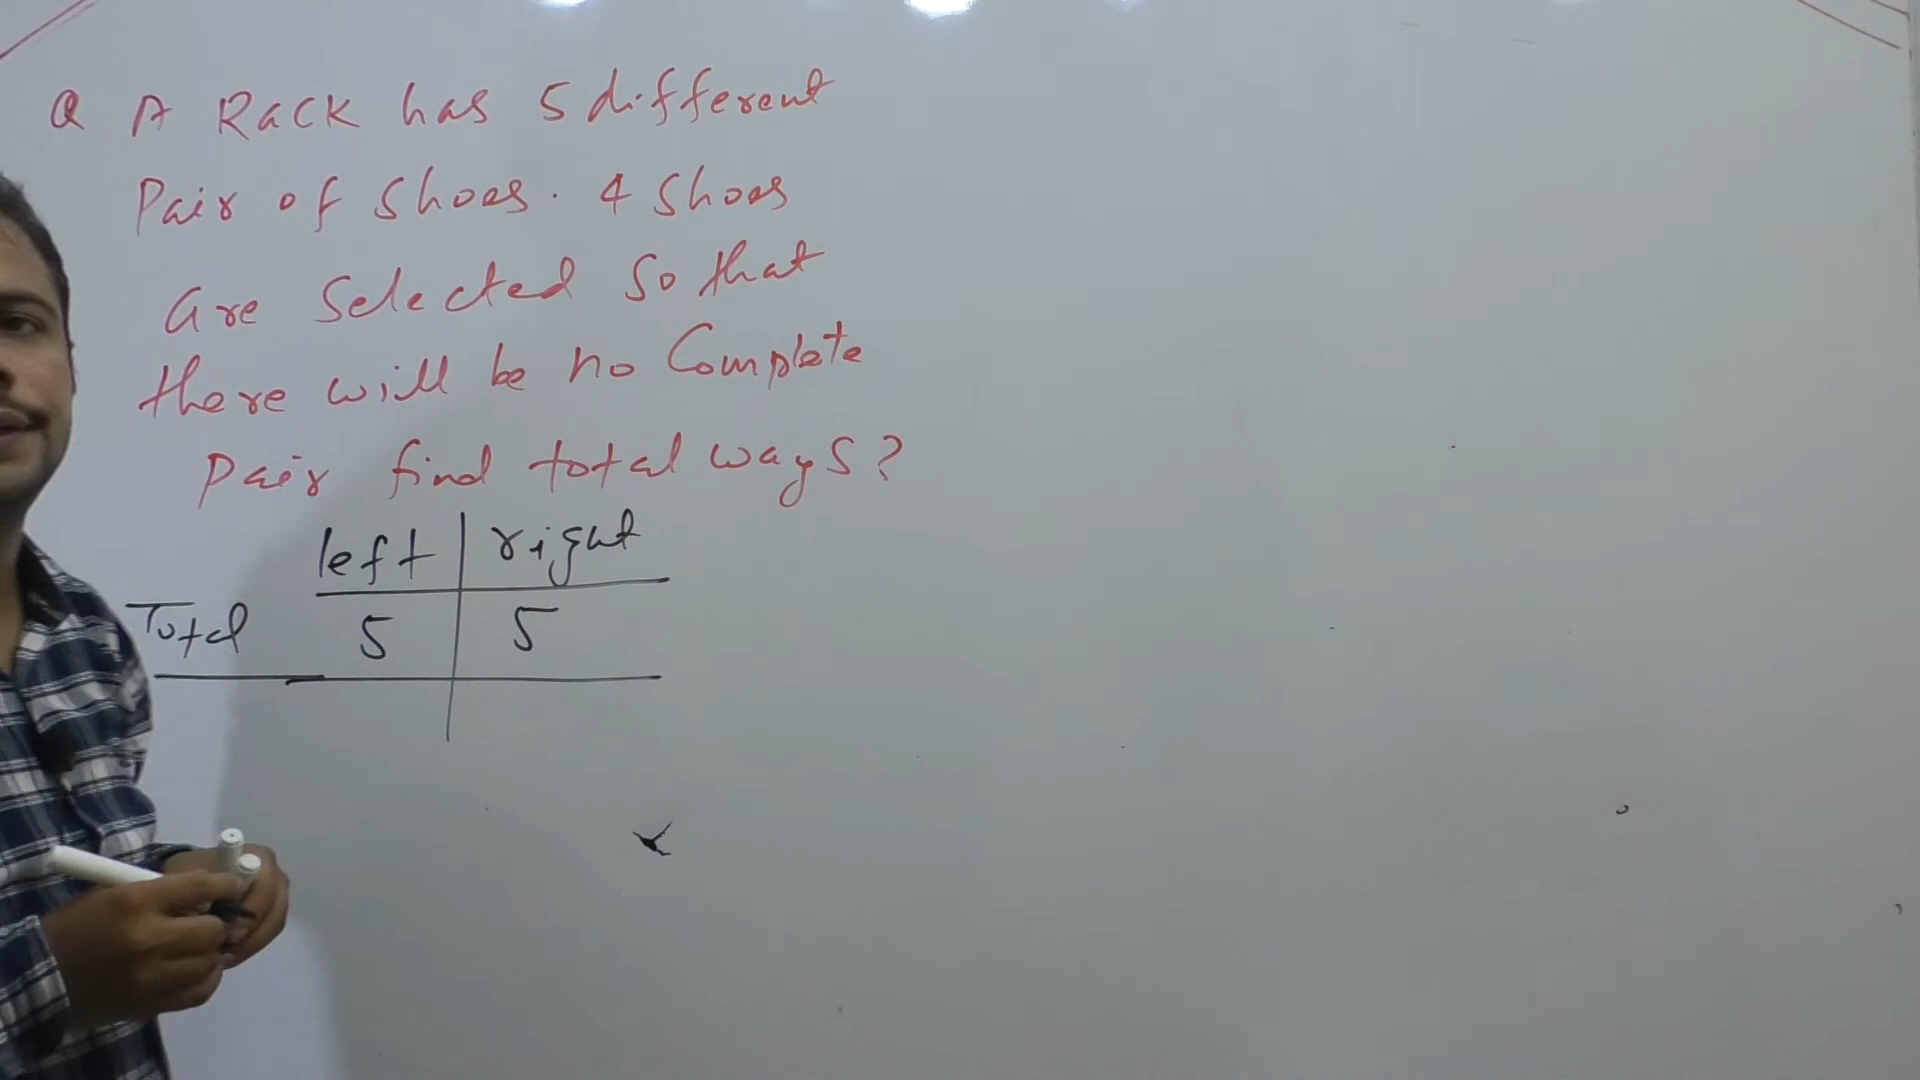 Q A Rack has 5 different
Pair of Shoes. 4 Shoes
are Selected So that
there will be no Complete
Pair find total ways?
left right
Total 5 5